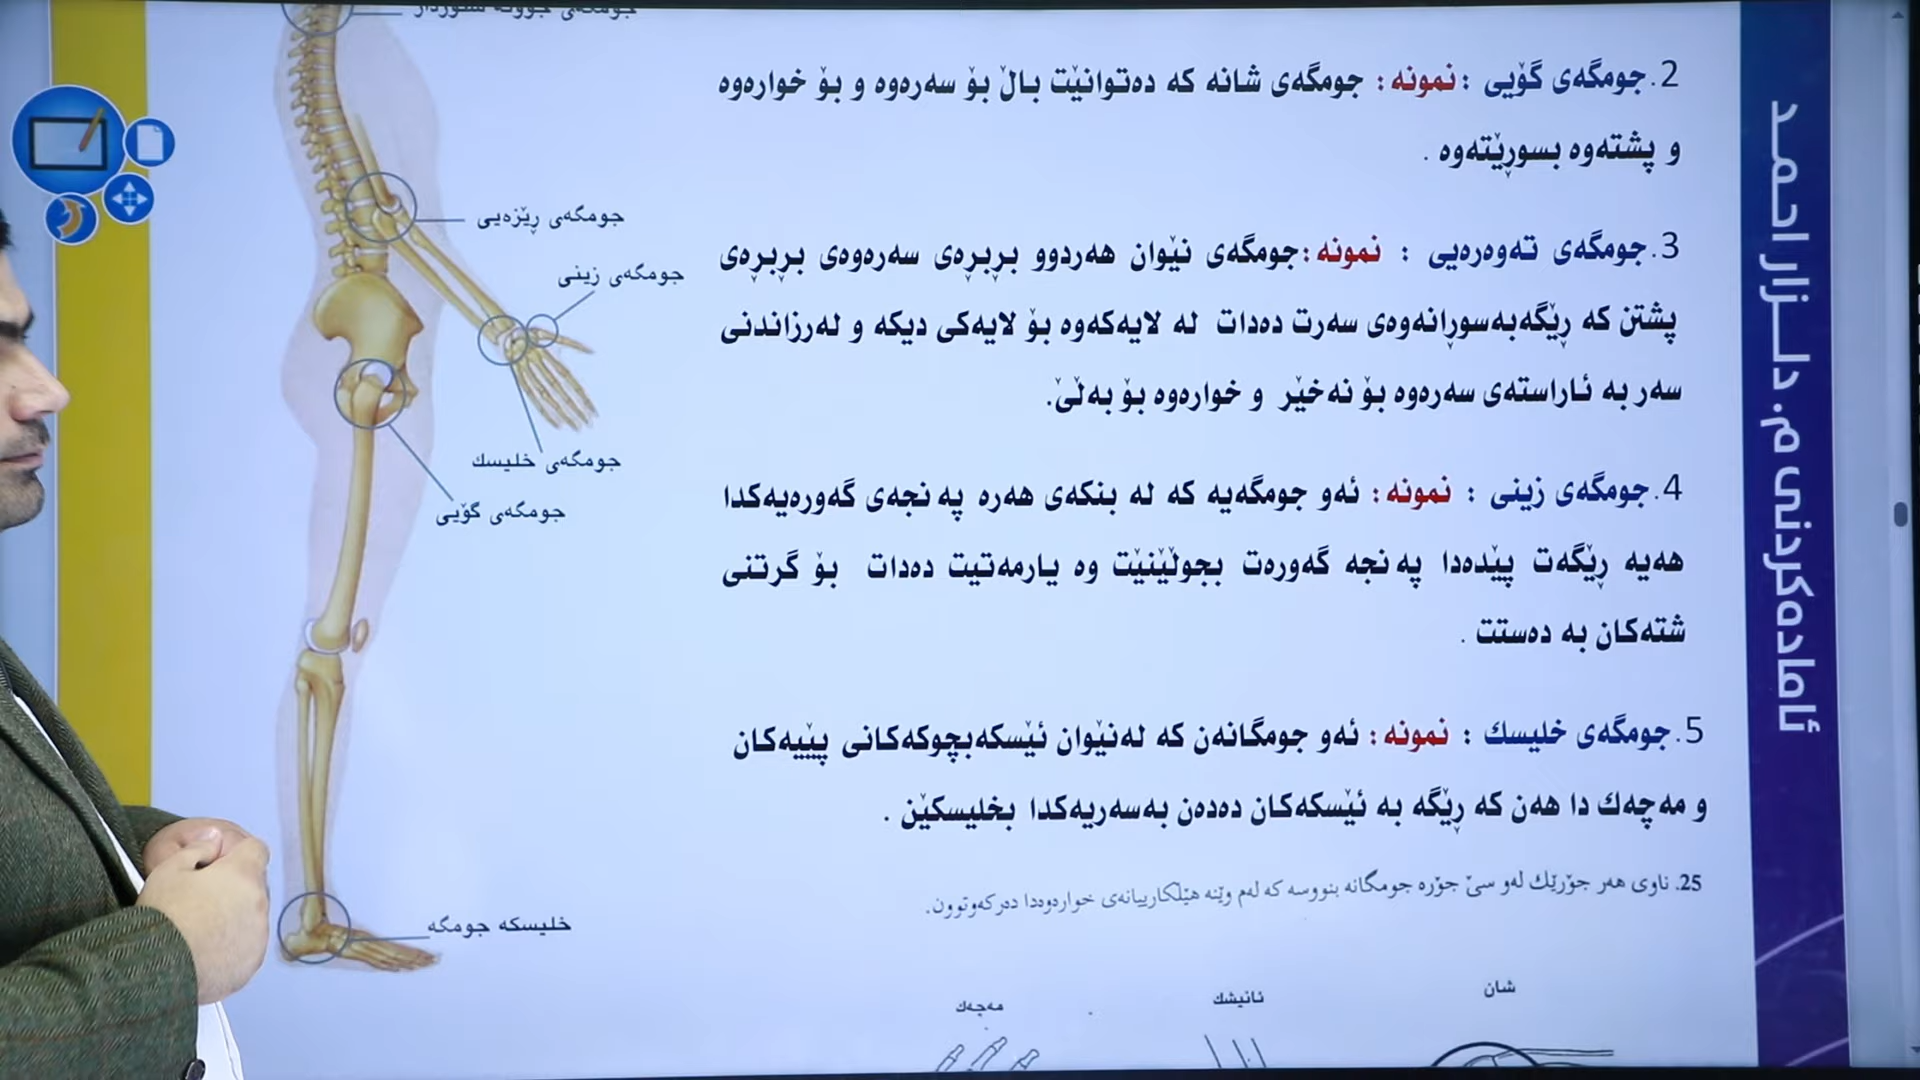 2.جومگەی گۆیی :نمونە: جومگەی شانە کە دەتوانێت باڵ بۆ سەرەوە و بۆ خوارەوە
و پشتەوە بسوڕێتەوە .
3.جومگەی تەوەرەیی : نمونە:جومگەی نێوان هەردوو بڕبڕەی سەرەوەی بڕبڕەی
پشتن کە ڕێگەبەسوڕانەوەی سەرت دەدات لە لایەکەوە بۆ لایەکی دیکە و لەرزاندنی
سەر بە ئاراستەی سەرەوە بۆ نەخێر و خوارەوە بۆ بەڵێ.
4.جومگەی زینی : نمونە: ئەو جومگەیە کە لە بنکەی هەرە پەنجەی گەورەیەکدا
هەیە ڕێگەت پێدەدا پەنجە گەورەت بجوڵێنێت وە یارمەتیت دەدات بۆ گرتنی
شتەکان بە دەستت .
5.جومگەی خلیسك : نمونە: ئەو جومگانەن کە لەنێوان ئێسکەبچوکەکانی پێیەکان
و مەچەك دا هەن کە ڕێگە بە ئێسکەکان دەدەن بەسەریەکدا بخلیسکێن .
25. ناوی هەر جۆرێك لەو سێ جۆرە جومگانە بنووسە کە لەم وێنە هێلکارییانەی خوارەوەدا دەرکەوتوون.
شان
ئانیشك
مەچەك
جومگەی ڕێزەیی
جومگەی زینی
جومگەی خلیسك
جومگەی گۆیی
خلیسکە جومگە
ئامادەکردنی م. دلـــزار احـمــد